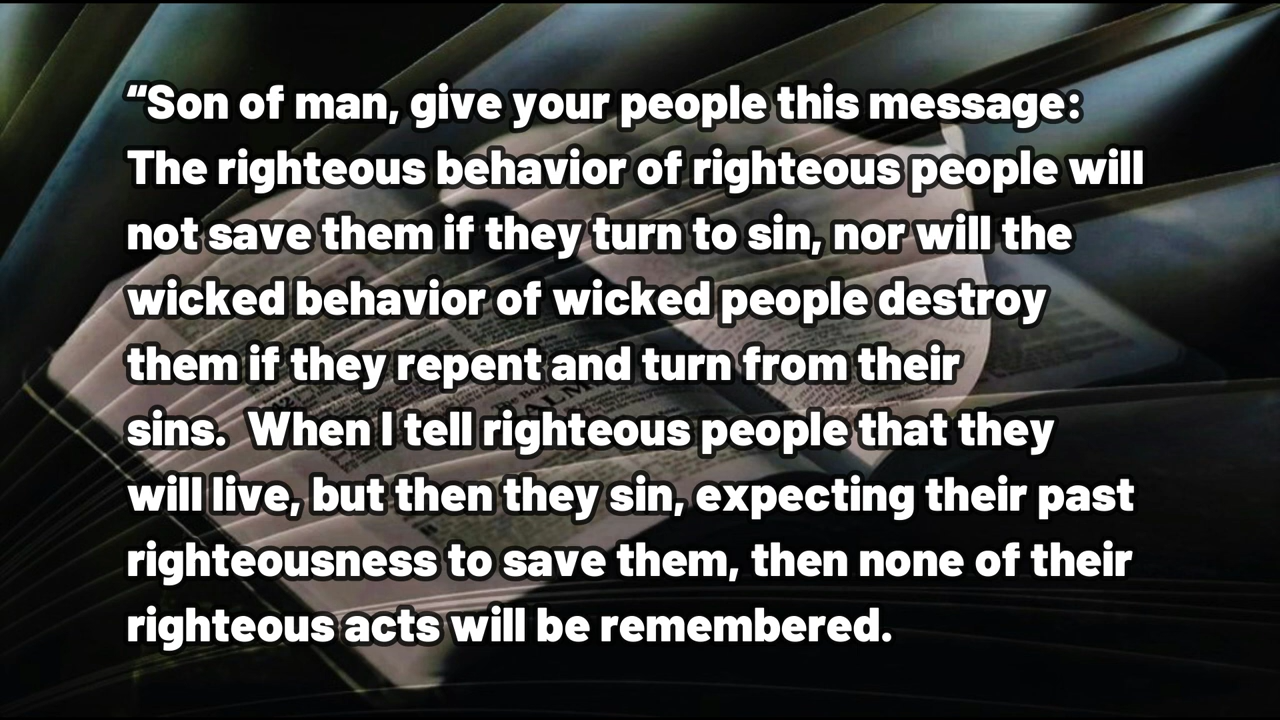 “Son of man, give your people this message:
The righteous behavior of righteous people will
not save them if they turn to sin, nor will the
wicked behavior of wicked people destroy
them if they repent and turn from their
sins.  When I tell righteous people that they
will live, but then they sin, expecting their past
righteousness to save them, then none of their
righteous acts will be remembered.